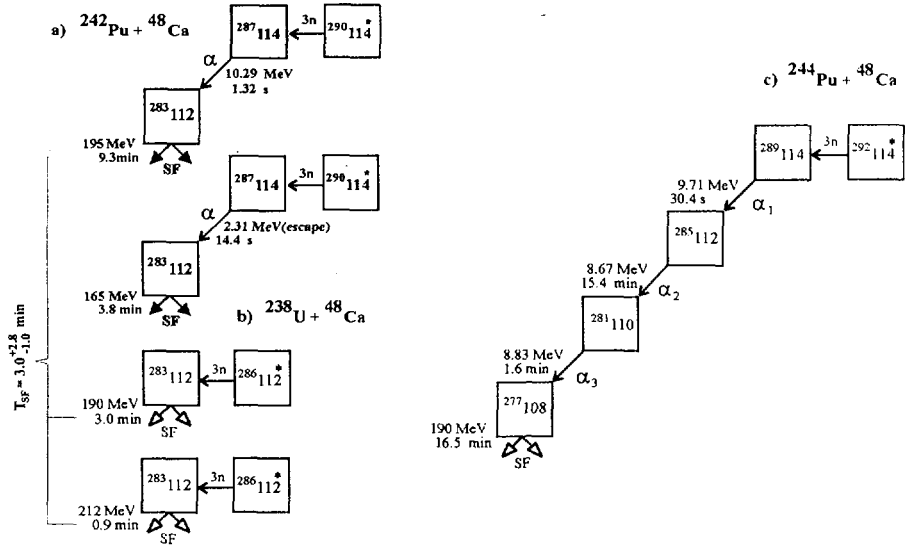 a) ²⁴²Pu + ⁴⁸Ca
²⁸⁷114
3n
²⁹⁰114*
α
10.29 MeV
1.32 s
²⁸³112
195 MeV
9.3min
SF
²⁸⁷114
3n
²⁹⁰114*
α
2.31 MeV(escape)
14.4 s
²⁸³112
165 MeV
3.8 min
SF
b) ²³⁸U + ⁴⁸Ca
²⁸³112
3n
²⁸⁶112*
190 MeV
3.0 min
SF
²⁸³112
3n
²⁸⁶112*
212 MeV
0.9 min
SF
T_SF = 3.0 +2.8 -1.0 min
c) ²⁴⁴Pu + ⁴⁸Ca
²⁸⁹114
3n
²⁹²114*
9.71 MeV
30.4 s
α₁
²⁸⁵112
8.67 MeV
15.4 min
α₂
²⁸¹110
8.83 MeV
1.6 min
α₃
²⁷⁷108
190 MeV
16.5 min
SF